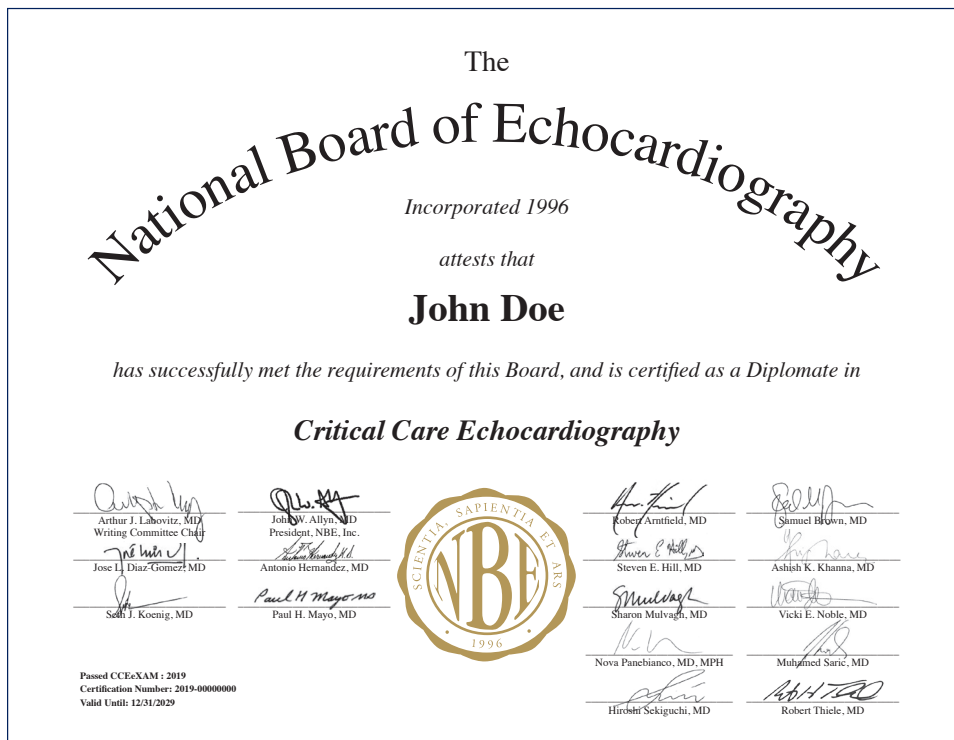 The
National Board of Echocardiography
Incorporated 1996
attests that
John Doe
has successfully met the requirements of this Board, and is certified as a Diplomate in
Critical Care Echocardiography
Arthur J. Labovitz, MD
Writing Committee Chair
John W. Allyn, MD
President, NBE, Inc.
Jose L. Diaz-Gomez, MD
Antonio Hernandez, MD
Seth J. Koenig, MD
Paul H Mayo MD
Paul H. Mayo, MD
SCIENTIA, SAPIENTIA ET ARS
NBE
• 1996 •
Robert Arntfield, MD
Samuel Brown, MD
Steven E Hill, MD
Steven E. Hill, MD
Ashish K. Khanna, MD
SMulvagh
Sharon Mulvagh, MD
Vicki E. Noble, MD
Nova Panebianco, MD, MPH
Muhamed Saric, MD
Hiroshi Sekiguchi, MD
Robert Thiele, MD
Passed CCEeXAM : 2019
Certification Number: 2019-00000000
Valid Until: 12/31/2029